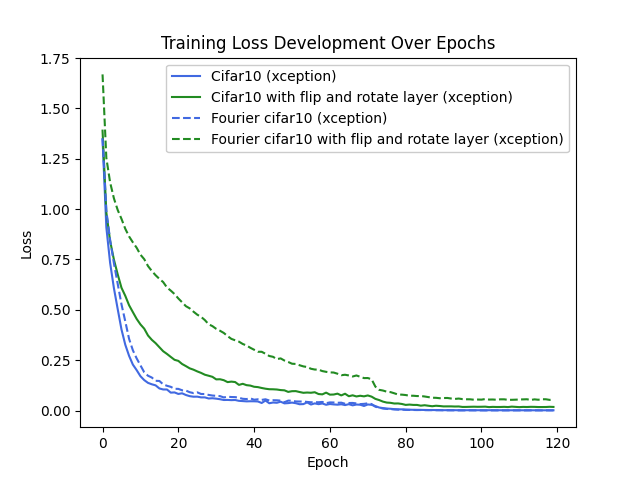 Training Loss Development Over Epochs
1.75
1.50
1.25
1.00
0.75
0.50
0.25
0.00
Loss
Cifar10 (xception)
Cifar10 with flip and rotate layer (xception)
Fourier cifar10 (xception)
Fourier cifar10 with flip and rotate layer (xception)
0 20 40 60 80 100 120
Epoch